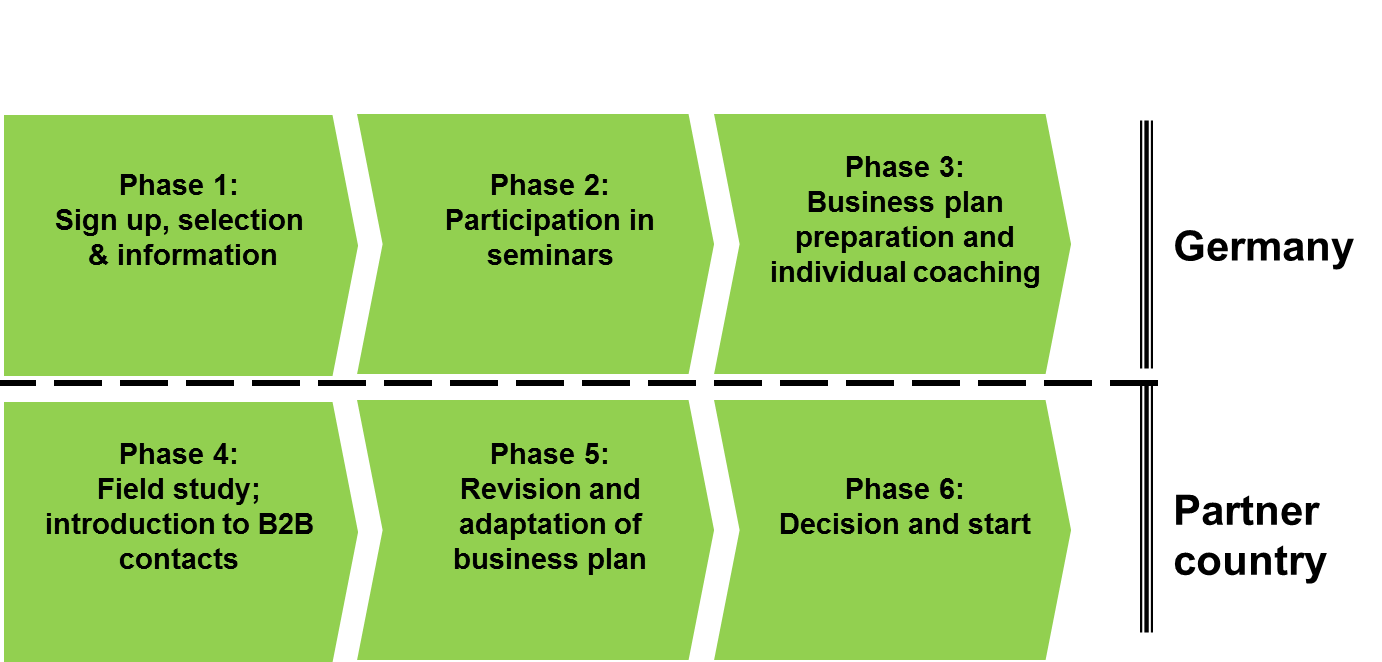 Phase 1:
Sign up, selection
& information
Phase 2:
Participation in
seminars
Phase 3:
Business plan
preparation and
individual coaching
Germany
Phase 4:
Field study;
introduction to B2B
contacts
Phase 5:
Revision and
adaptation of
business plan
Phase 6:
Decision and start
Partner
country